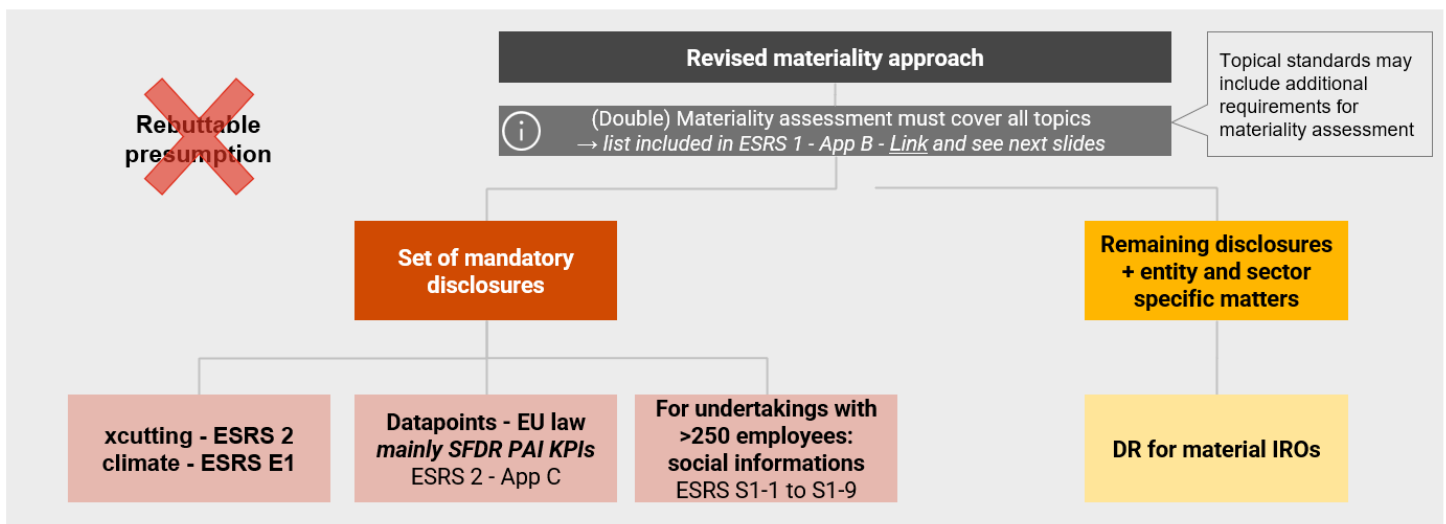 Revised materiality approach
Topical standards may
include additional
requirements for
materiality assessment
Rebuttable
presumption
(Double) Materiality assessment must cover all topics
→ list included in ESRS 1 - App B - Link and see next slides
Set of mandatory
disclosures
Remaining disclosures
+ entity and sector
specific matters
xcutting - ESRS 2
climate - ESRS E1
Datapoints - EU law
mainly SFDR PAI KPIs
ESRS 2 - App C
For undertakings with
>250 employees:
social informations
ESRS S1-1 to S1-9
DR for material IROs